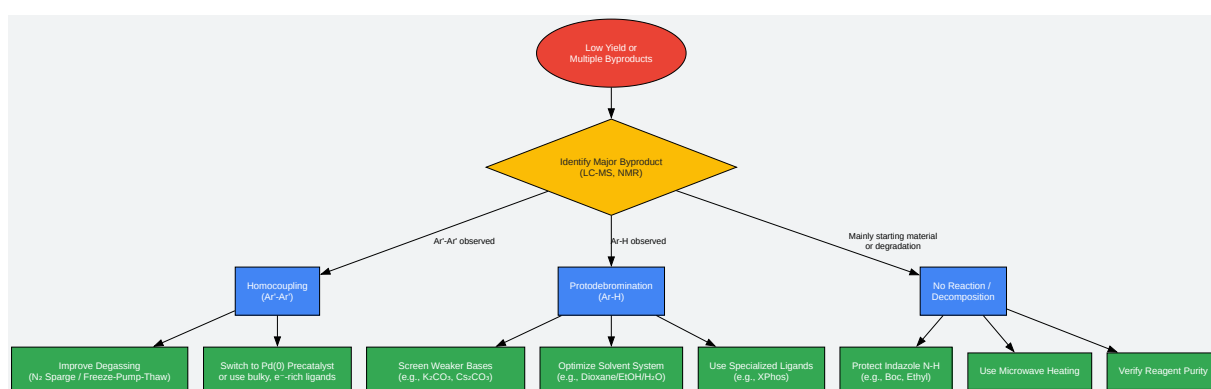 Low Yield or
Multiple Byproducts
Identify Major Byproduct
(LC-MS, NMR)
Ar'-Ar' observed
Ar-H observed
Mainly starting material
or degradation
Homocoupling
(Ar'-Ar')
Protodebromination
(Ar-H)
No Reaction /
Decomposition
Improve Degassing
(N₂ Sparge / Freeze-Pump-Thaw)
Switch to Pd(0) Precatalyst
or use bulky, e⁻-rich ligands
Screen Weaker Bases
(e.g., K₂CO₃, Cs₂CO₃)
Optimize Solvent System
(e.g., Dioxane/EtOH/H₂O)
Use Specialized Ligands
(e.g., XPhos)
Protect Indazole N-H
(e.g., Boc, Ethyl)
Use Microwave Heating
Verify Reagent Purity